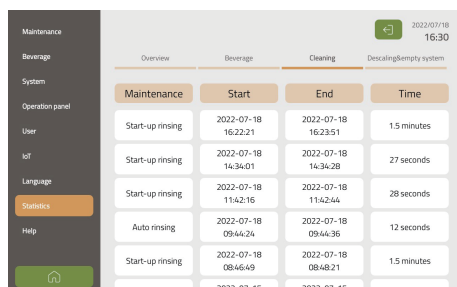 Maintenance
Beverage
System
Operation panel
User
IoT
Language
Statistics
Help
2022/07/18
16:30
Overview Beverage Cleaning Descaling&empty system
Maintenance Start End Time
Start-up rinsing 2022-07-18 16:22:21 2022-07-18 16:23:51 1.5 minutes
Start-up rinsing 2022-07-18 14:34:01 2022-07-18 14:34:28 27 seconds
Start-up rinsing 2022-07-18 11:42:16 2022-07-18 11:42:44 28 seconds
Auto rinsing 2022-07-18 09:44:24 2022-07-18 09:44:36 12 seconds
Start-up rinsing 2022-07-18 08:46:49 2022-07-18 08:48:21 1.5 minutes